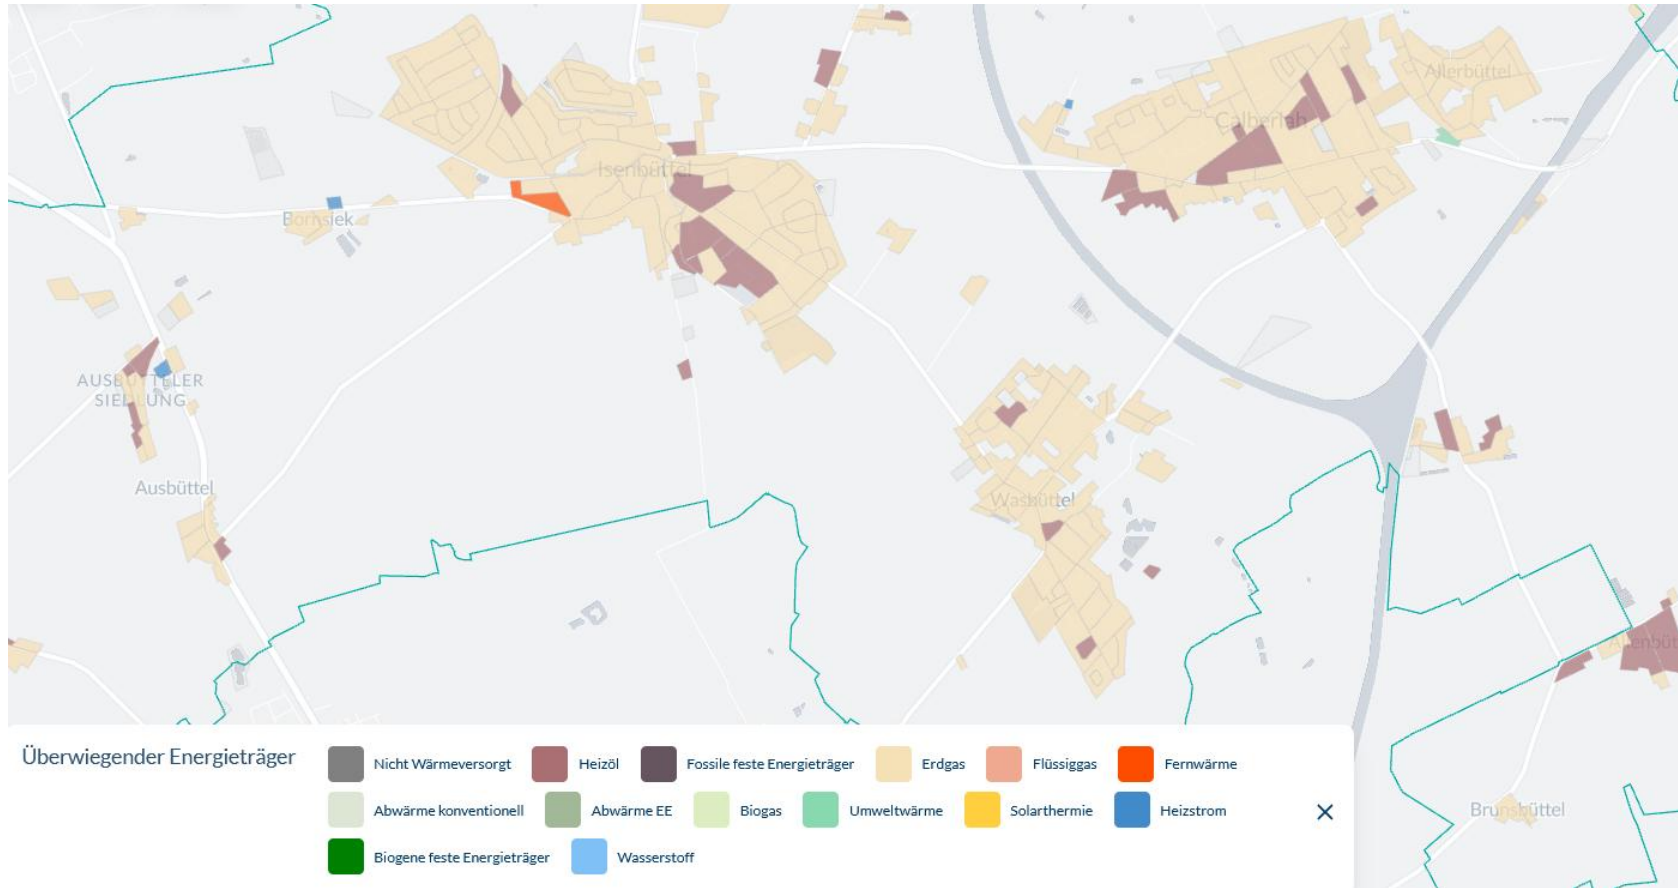 Allerbüttel
Calberlah
Isenbüttel
Bornsiek
AUSBÜTTELER
SIEDLUNG
Ausbüttel
Wasbüttel
Allenbüt
Brunsbüttel
Überwiegender Energieträger
Nicht Wärmeversorgt Heizöl Fossile feste Energieträger Erdgas Flüssiggas Fernwärme
Abwärme konventionell Abwärme EE Biogas Umweltwärme Solarthermie Heizstrom
Biogene feste Energieträger Wasserstoff